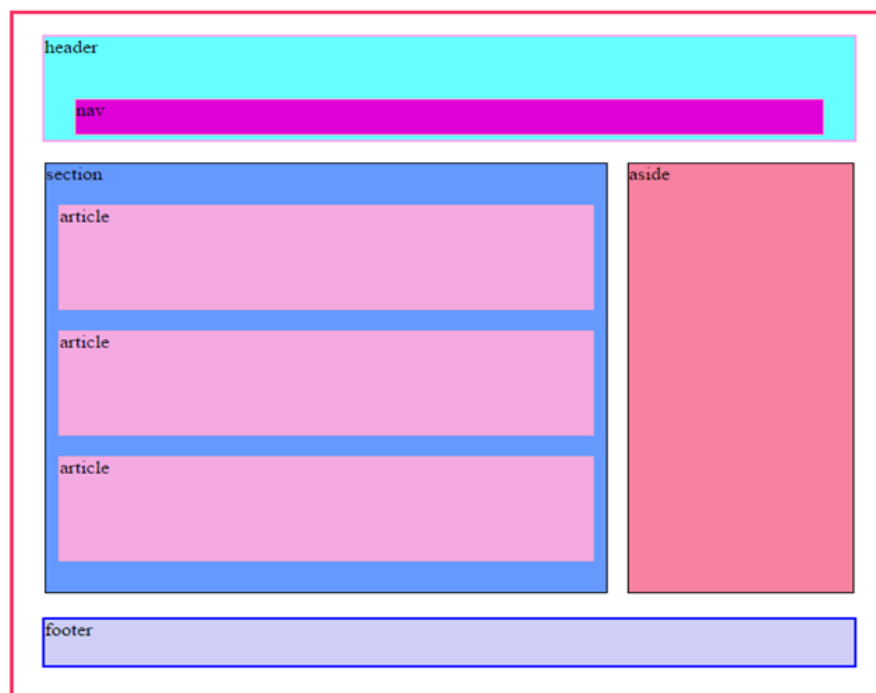 header
nav
section
aside
article
article
article
footer